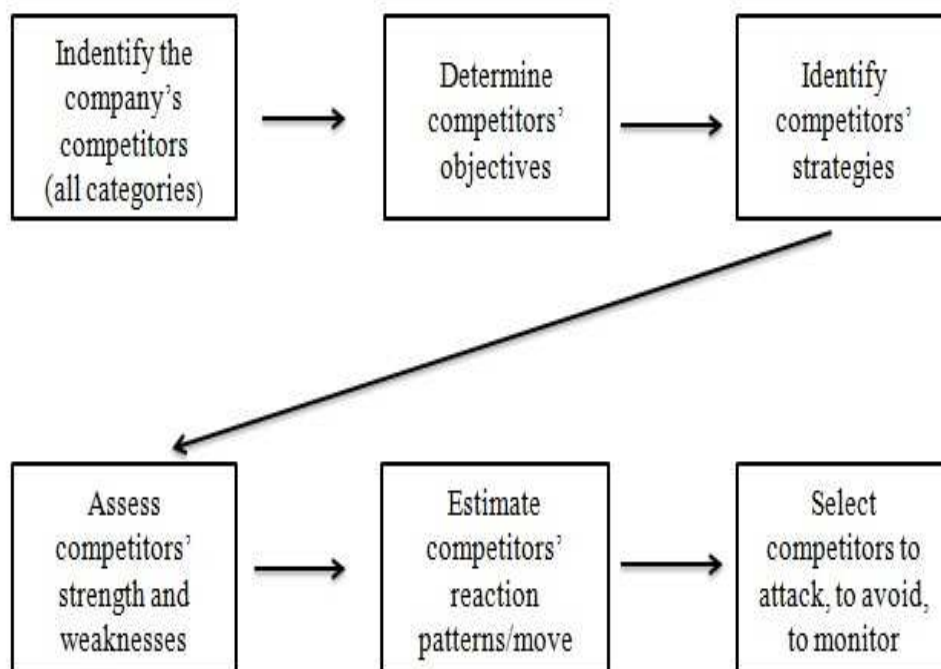 Indentify the
company's
competitors
(all categories)
Determine
competitors'
objectives
Identify
competitors'
strategies
Assess
competitors'
strength and
weaknesses
Estimate
competitors'
reaction
patterns/move
Select
competitors to
attack, to avoid,
to monitor